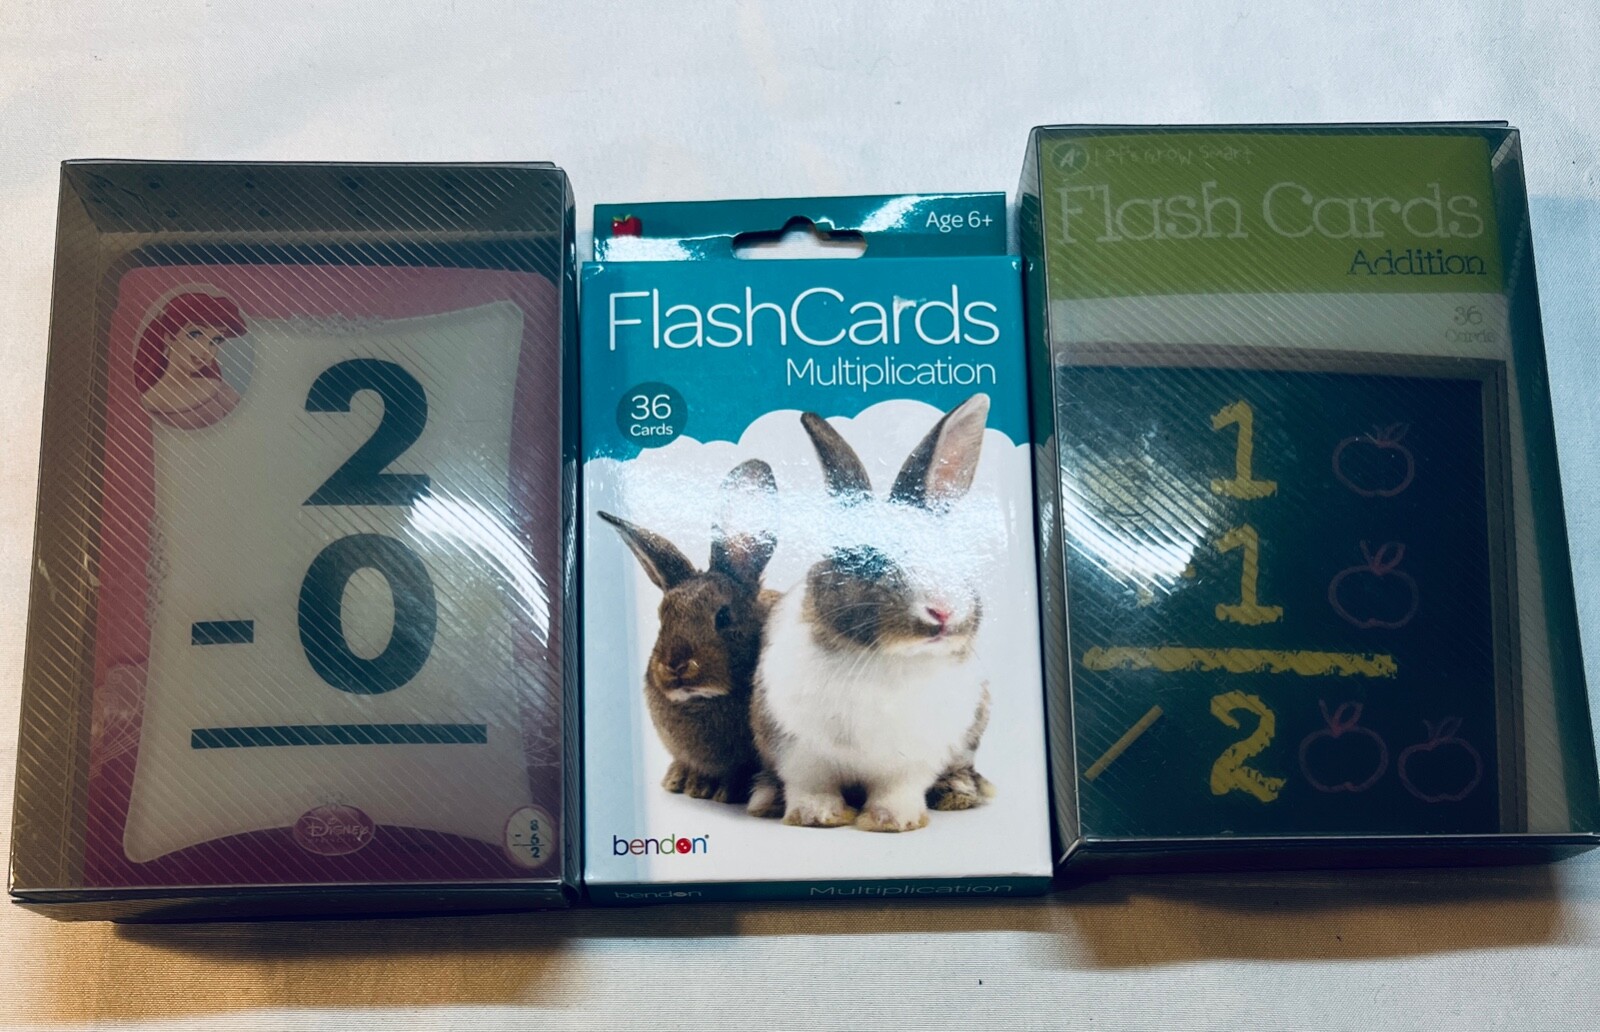 2
- 0
DISNEY
8
- 6
2
Age 6+
FlashCards
Multiplication
36
Cards
bendon
bendon Multiplication
A+ Let's Grow Smart
Flash Cards
Addition
36
Cards
1
+1
2